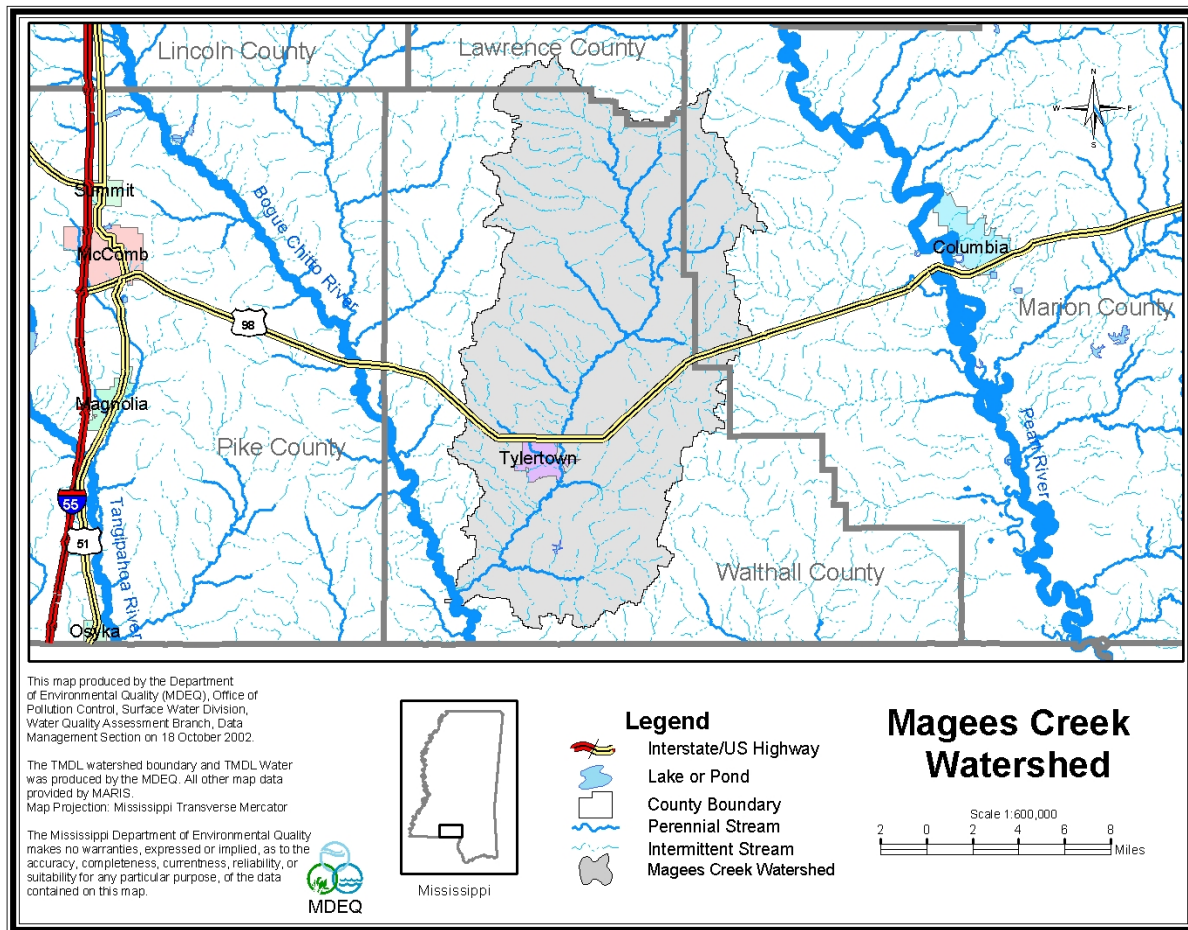 Lincoln County
Lawrence County
N
W
E
S
Summit
McComb
Bogue Chitto River
Columbia
98
Marion County
Magnolia
Pike County
Tylertown
Pearl River
55
51
Tangipahoa River
Walthall County
Osyka
This map produced by the Department
of Environmental Quality (MDEQ), Office of
Pollution Control, Surface Water Division,
Water Quality Assessment Branch, Data
Management Section on 18 October 2002.
The TMDL watershed boundary and TMDL Water
was produced by the MDEQ. All other map data
provided by MARIS.
Map Projection: Mississippi Transverse Mercator
The Mississippi Department of Environmental Quality
makes no warranties, expressed or implied, as to the
accuracy, completeness, currentness, reliability, or
suitability for any particular purpose, of the data
contained on this map.
MDEQ
Mississippi
Legend
Interstate/US Highway
Lake or Pond
County Boundary
Perennial Stream
Intermittent Stream
Magees Creek Watershed
Magees Creek
Watershed
Scale 1:600,000
2 0 2 4 6 8
Miles